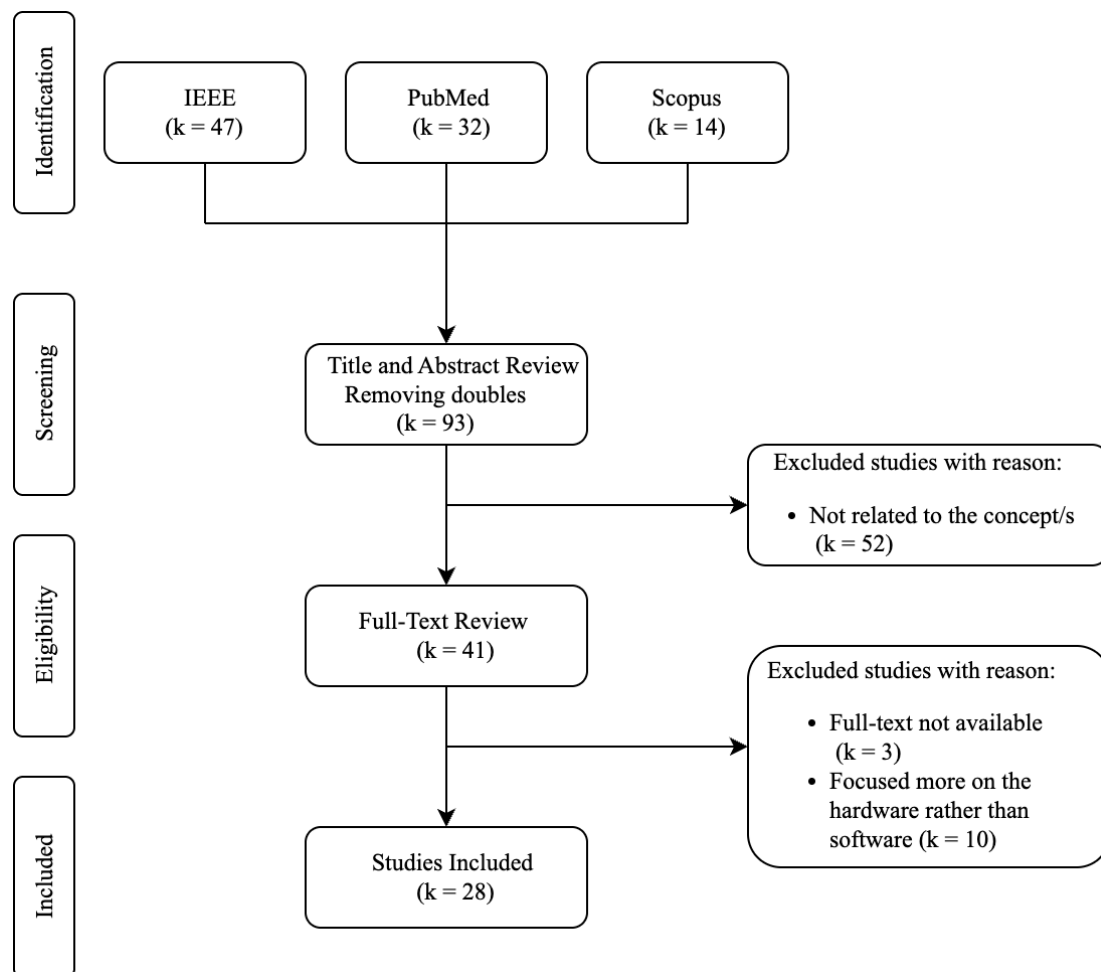 Identification
IEEE
(k = 47)
PubMed
(k = 32)
Scopus
(k = 14)
Screening
Title and Abstract Review
Removing doubles
(k = 93)
Excluded studies with reason:
• Not related to the concept/s
(k = 52)
Eligibility
Full-Text Review
(k = 41)
Excluded studies with reason:
• Full-text not available
(k = 3)
• Focused more on the
hardware rather than
software (k = 10)
Included
Studies Included
(k = 28)